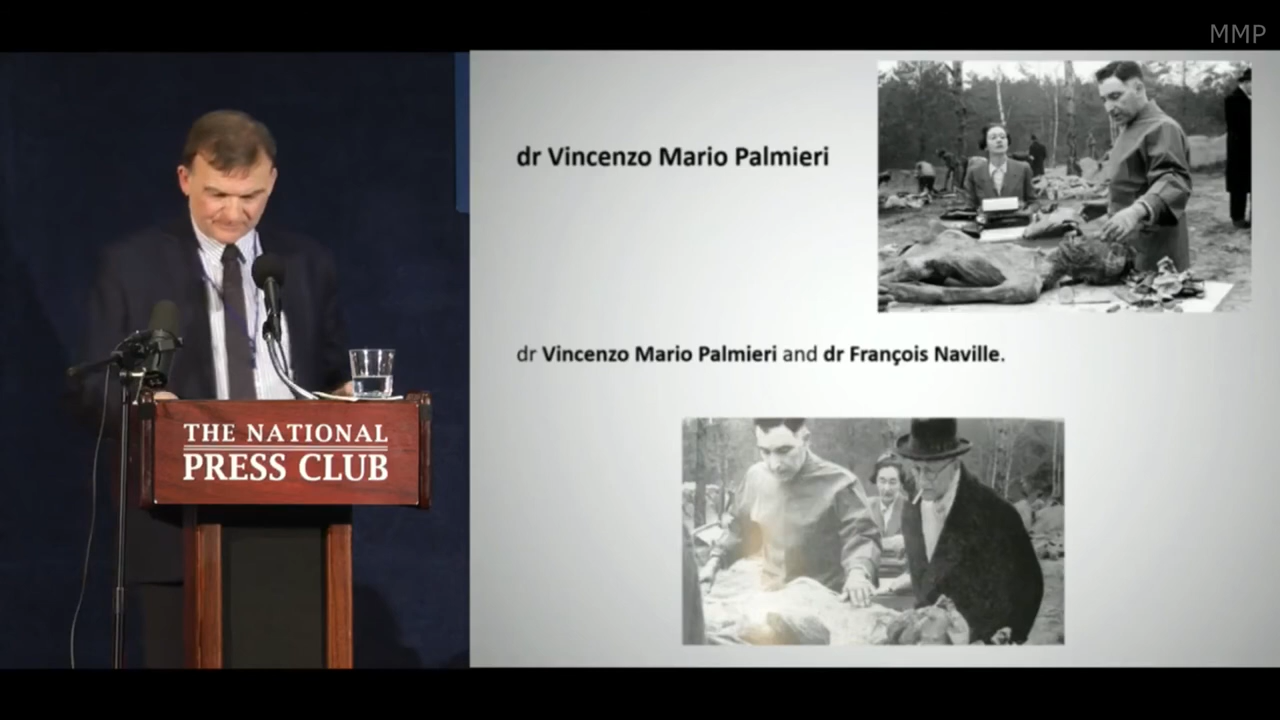 MMP
dr Vincenzo Mario Palmieri
dr Vincenzo Mario Palmieri and dr François Naville.
THE NATIONAL
PRESS CLUB